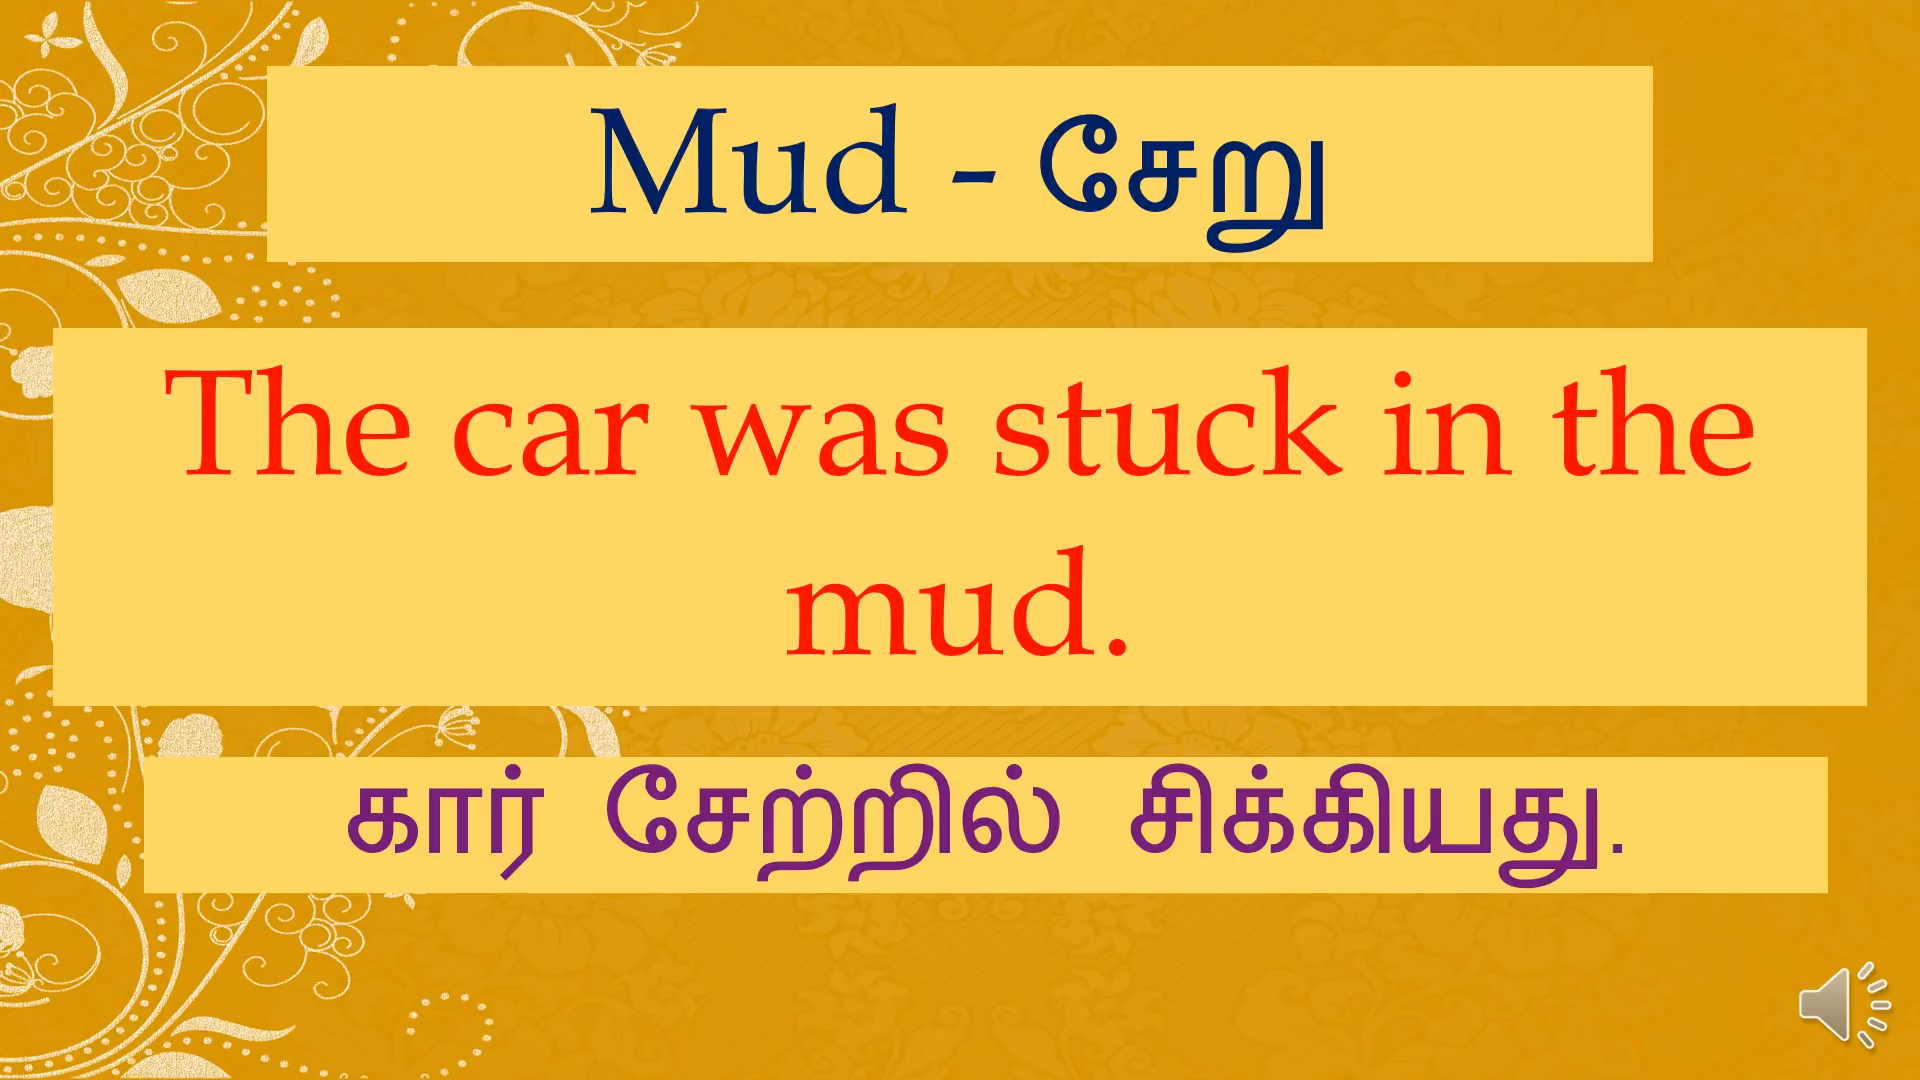 Mud - சேறு
The car was stuck in the
mud.
கார் சேற்றில் சிக்கியது.